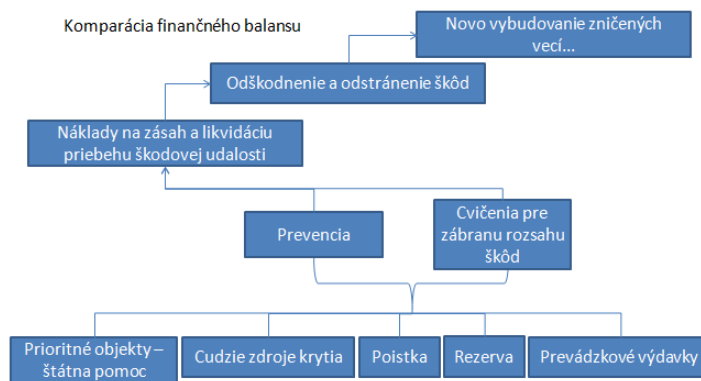 Komparácia finančného balansu
Novo vybudovanie zničených
vecí...
Odškodnenie a odstránenie škôd
Náklady na zásah a likvidáciu
priebehu škodovej udalosti
Prevencia
Cvičenia pre
zábranu rozsahu
škôd
Prioritné objekty –
štátna pomoc
Cudzie zdroje krytia
Poistka
Rezerva
Prevádzkové výdavky